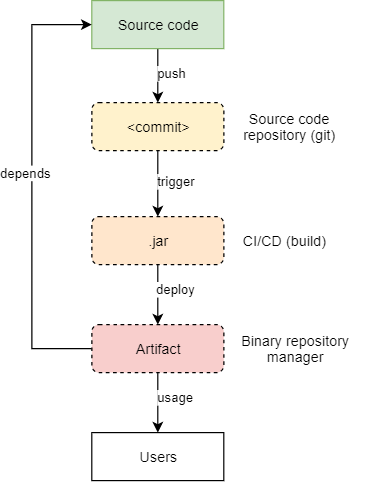 Source code
push
<commit>
Source code
repository (git)
depends
trigger
.jar
CI/CD (build)
deploy
Artifact
Binary repository
manager
usage
Users